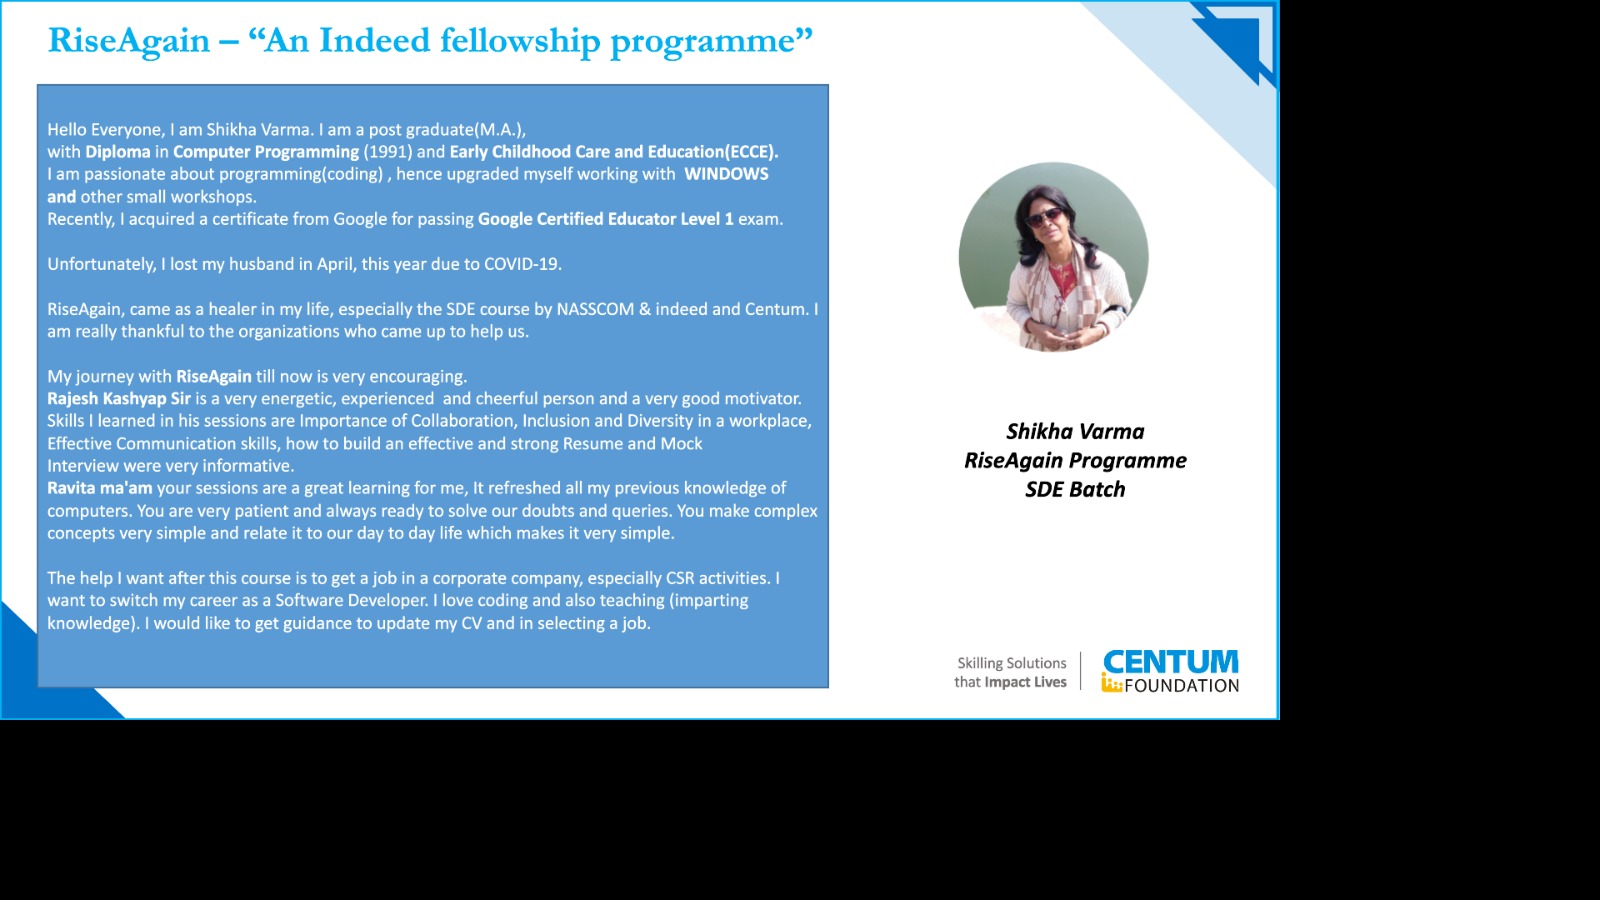 RiseAgain – “An Indeed fellowship programme”
Hello Everyone, I am Shikha Varma. I am a post graduate(M.A.),
with Diploma in Computer Programming (1991) and Early Childhood Care and Education(ECCE).
I am passionate about programming(coding) , hence upgraded myself working with  WINDOWS
and other small workshops.
Recently, I acquired a certificate from Google for passing Google Certified Educator Level 1 exam.
Unfortunately, I lost my husband in April, this year due to COVID-19.
RiseAgain, came as a healer in my life, especially the SDE course by NASSCOM & indeed and Centum. I
am really thankful to the organizations who came up to help us.
My journey with RiseAgain till now is very encouraging.
Rajesh Kashyap Sir is a very energetic, experienced  and cheerful person and a very good motivator.
Skills I learned in his sessions are Importance of Collaboration, Inclusion and Diversity in a workplace,
Effective Communication skills, how to build an effective and strong Resume and Mock
Interview were very informative.
Ravita ma'am your sessions are a great learning for me, It refreshed all my previous knowledge of
computers. You are very patient and always ready to solve our doubts and queries. You make complex
concepts very simple and relate it to our day to day life which makes it very simple.
The help I want after this course is to get a job in a corporate company, especially CSR activities. I
want to switch my career as a Software Developer. I love coding and also teaching (imparting
knowledge). I would like to get guidance to update my CV and in selecting a job.
Shikha Varma
RiseAgain Programme
SDE Batch
Skilling Solutions
that Impact Lives
CENTUM
FOUNDATION